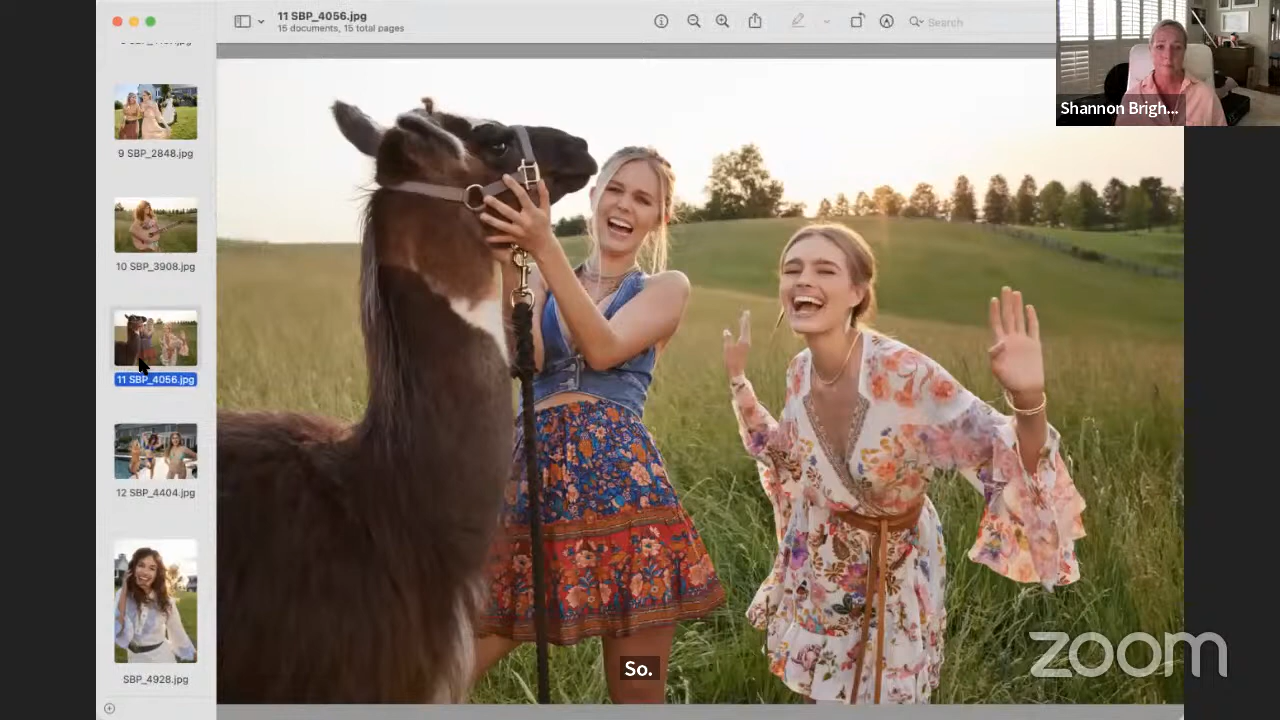 11 SBP_4056.jpg
15 documents, 15 total pages
Search
Shannon Brigh...
9 SBP_2848.jpg
10 SBP_3908.jpg
11 SBP_4056.jpg
12 SBP_4404.jpg
SBP_4928.jpg
So.
zoom